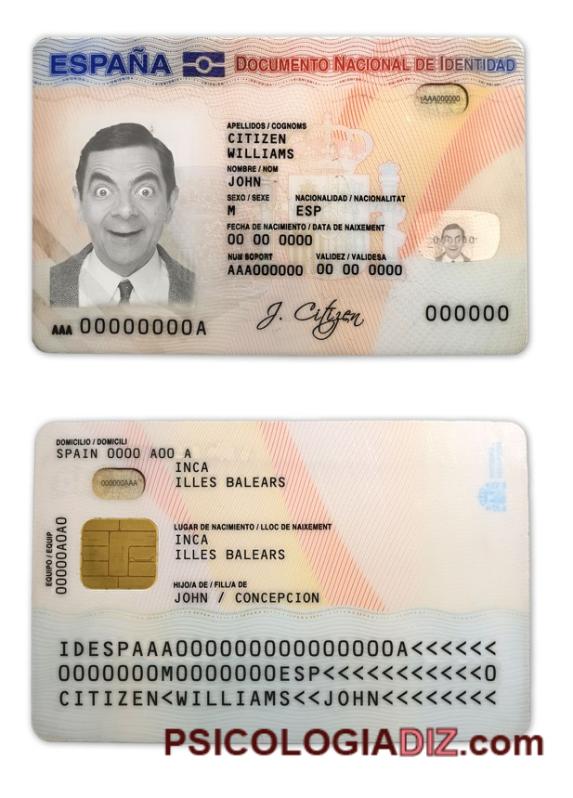 ESPAÑA DOCUMENTO NACIONAL DE IDENTIDAD
AAA000000
APELLIDOS / COGNOMS
CITIZEN
WILLIAMS
NOMBRE / NOM
JOHN
SEXO / SEXE NACIONALIDAD / NACIONALITAT
M ESP
FECHA DE NACIMIENTO / DATA DE NAIXEMENT
00 00 0000
NUM SOPORT VALIDEZ / VALIDESA
AAA000000 00 00 0000
AAA 00000000A
J. Citizen
000000
DOMICILIO / DOMICILI
SPAIN 0000 A00 A
INCA
ILLES BALEARS
000000AAA
EQUIPO / EQUIP
00000A0A0
LUGAR DE NACIMIENTO / LLOC DE NAIXEMENT
INCA
ILLES BALEARS
HIJO/A DE / FILL/A DE
JOHN / CONCEPCION
IDESPAAA000000000000000A<<<<<<
0000000M0000000ESP<<<<<<<<<<<0
CITIZEN<WILLIAMS<<JOHN<<<<<<<<
PSICOLOGIADIZ.com